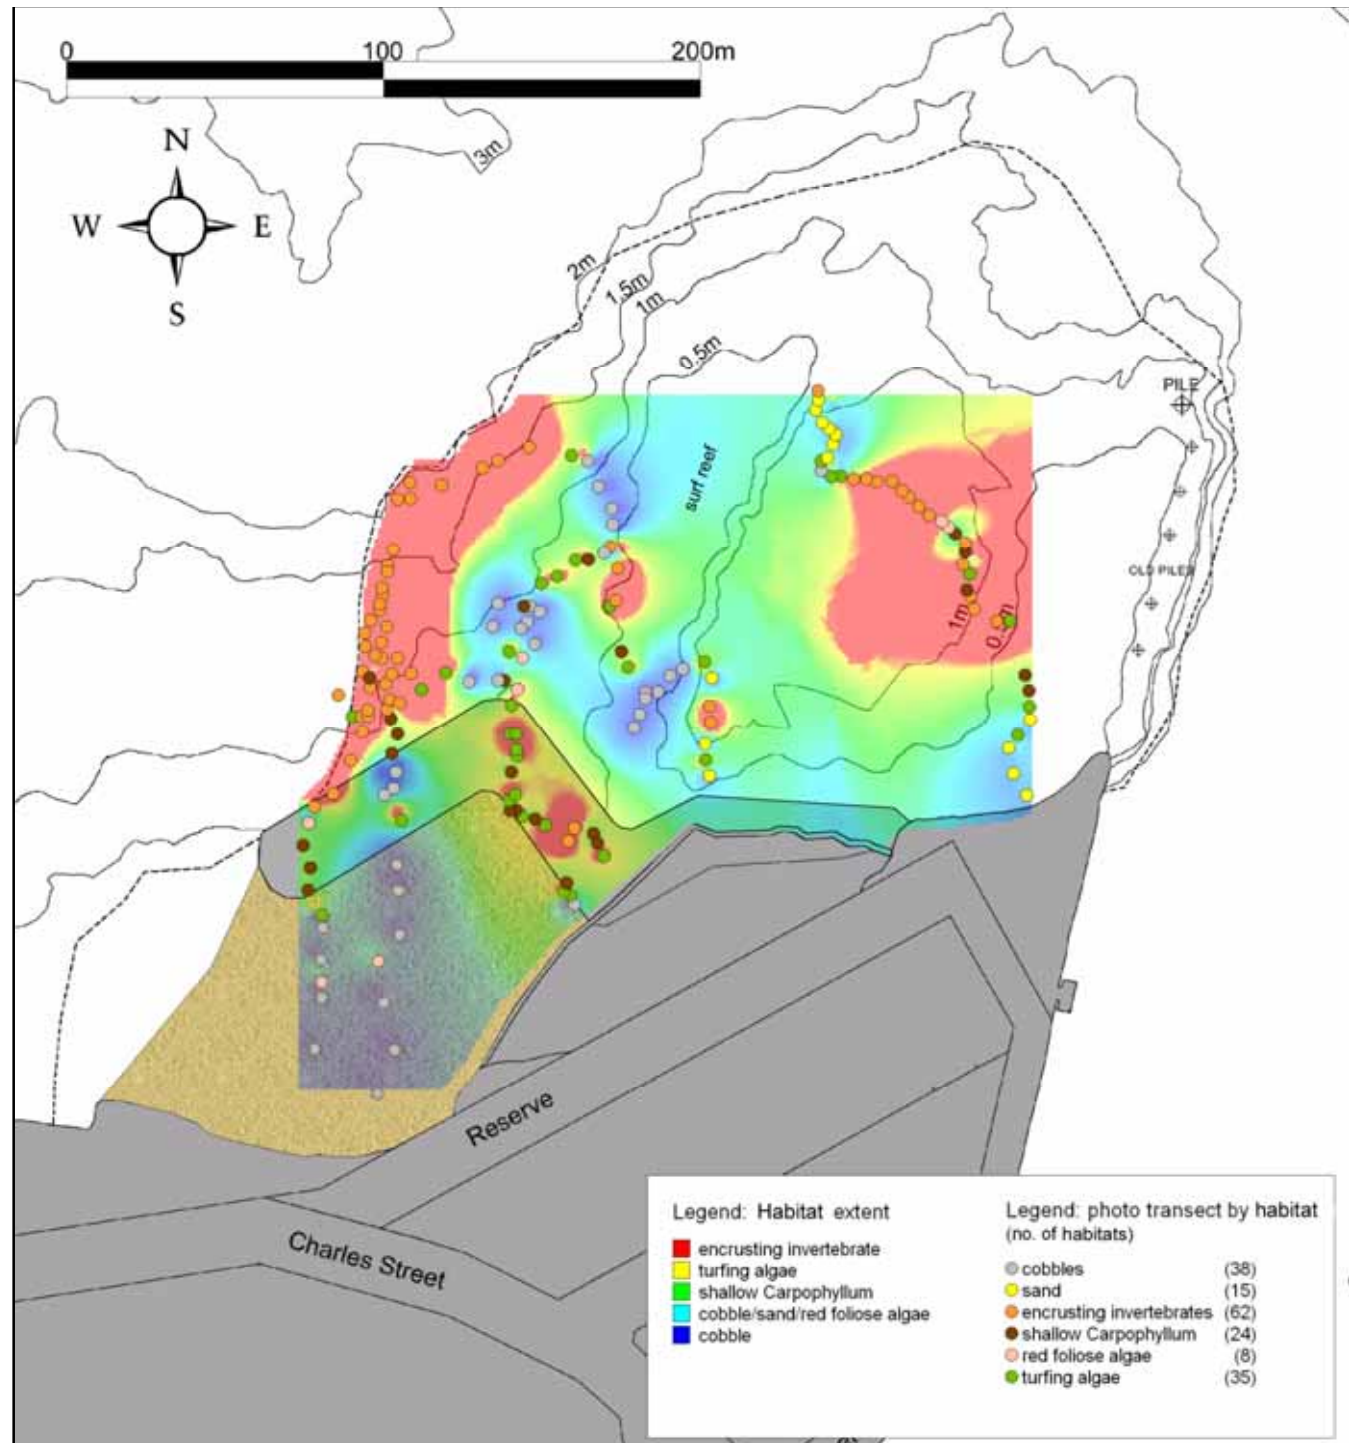 0 100 200m
3m
N
W E
S
2m
1.5m
1m
0.5m
PILE
surf reef
OLD PILES
1m
Reserve
Charles Street
Legend: Habitat extent
encrusting invertebrate
turfing algae
shallow Carpophyllum
cobble/sand/red foliose algae
cobble
Legend: photo transect by habitat
(no. of habitats)
cobbles (38)
sand (15)
encrusting invertebrates (62)
shallow Carpophyllum (24)
red foliose algae (8)
turfing algae (35)